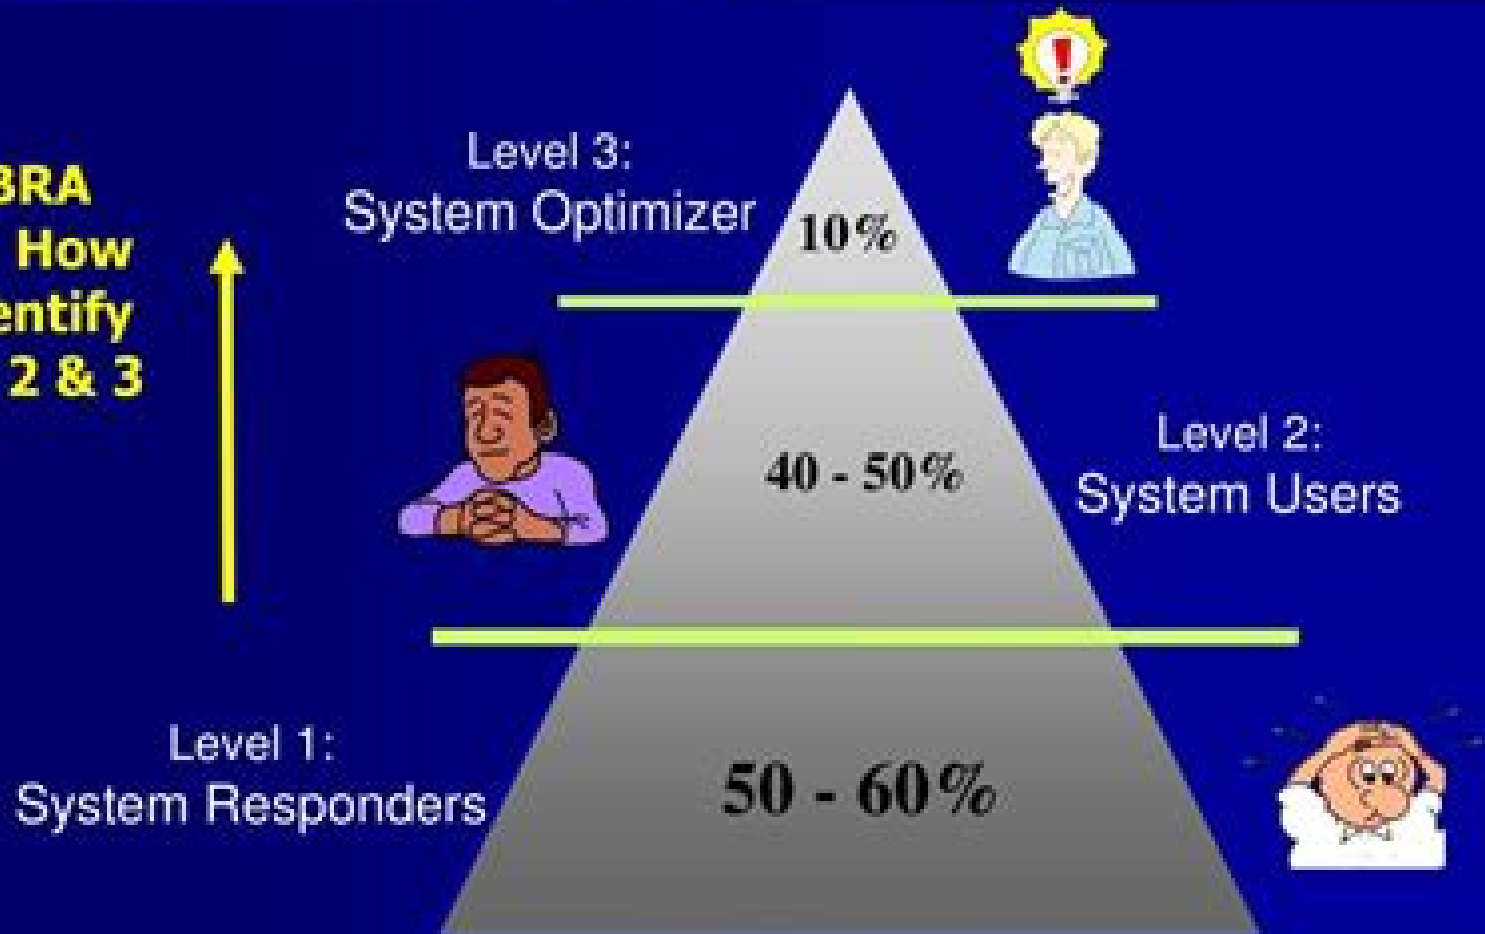 BRA
How
entify
2 & 3
Level 3:
System Optimizer
10%
40 - 50%
Level 2:
System Users
Level 1:
System Responders
50 - 60%
!